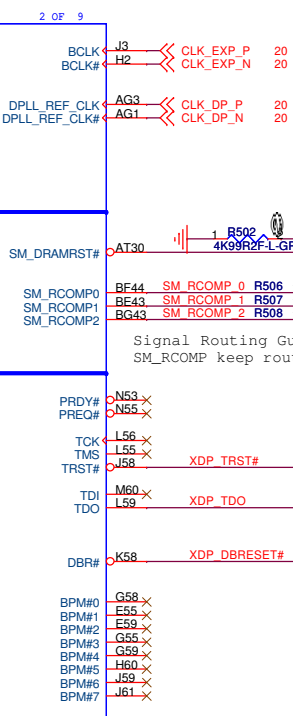 2 OF 9
BCLK J3 CLK_EXP_P 20
BCLK# H2 CLK_EXP_N 20
DPLL_REF_CLK AG3 CLK_DP_P 20
DPLL_REF_CLK# AG1 CLK_DP_N 20
1 R502
4K99R2F-L-GF
SM_DRAMRST# AT30
SM_RCOMP0 BF44 SM_RCOMP_0 R506
SM_RCOMP1 BE43 SM_RCOMP_1 R507
SM_RCOMP2 BG43 SM_RCOMP_2 R508
Signal Routing Gu
SM_RCOMP keep rout
PRDY# N53
PREQ# N55
TCK L56
TMS L55
TRST# J58 XDP_TRST#
TDI M60
TDO L59 XDP_TDO
DBR# K58 XDP_DBRESET#
BPM#0 G58
BPM#1 E55
BPM#2 E59
BPM#3 G55
BPM#4 G59
BPM#5 H60
BPM#6 J59
BPM#7 J61